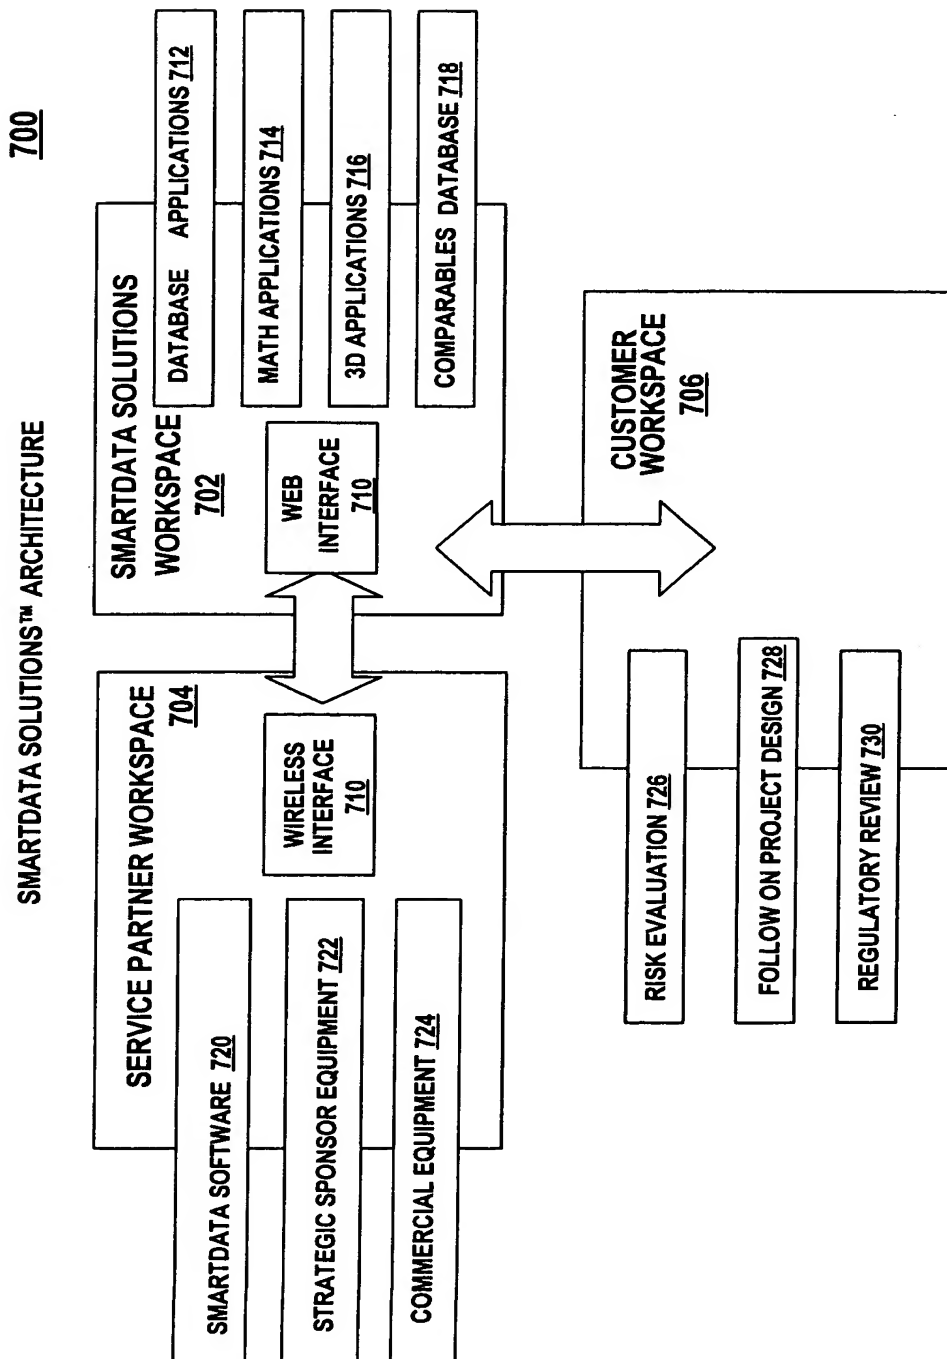 SMARTDATA SOLUTIONS™ ARCHITECTURE
700
SERVICE PARTNER WORKSPACE
704
SMARTDATA SOFTWARE 720
STRATEGIC SPONSOR EQUIPMENT 722
COMMERCIAL EQUIPMENT 724
WIRELESS
INTERFACE
710
SMARTDATA SOLUTIONS
WORKSPACE
702
WEB
INTERFACE
710
DATABASE APPLICATIONS 712
MATH APPLICATIONS 714
3D APPLICATIONS 716
COMPARABLES DATABASE 718
CUSTOMER
WORKSPACE
706
RISK EVALUATION 726
FOLLOW ON PROJECT DESIGN 728
REGULATORY REVIEW 730